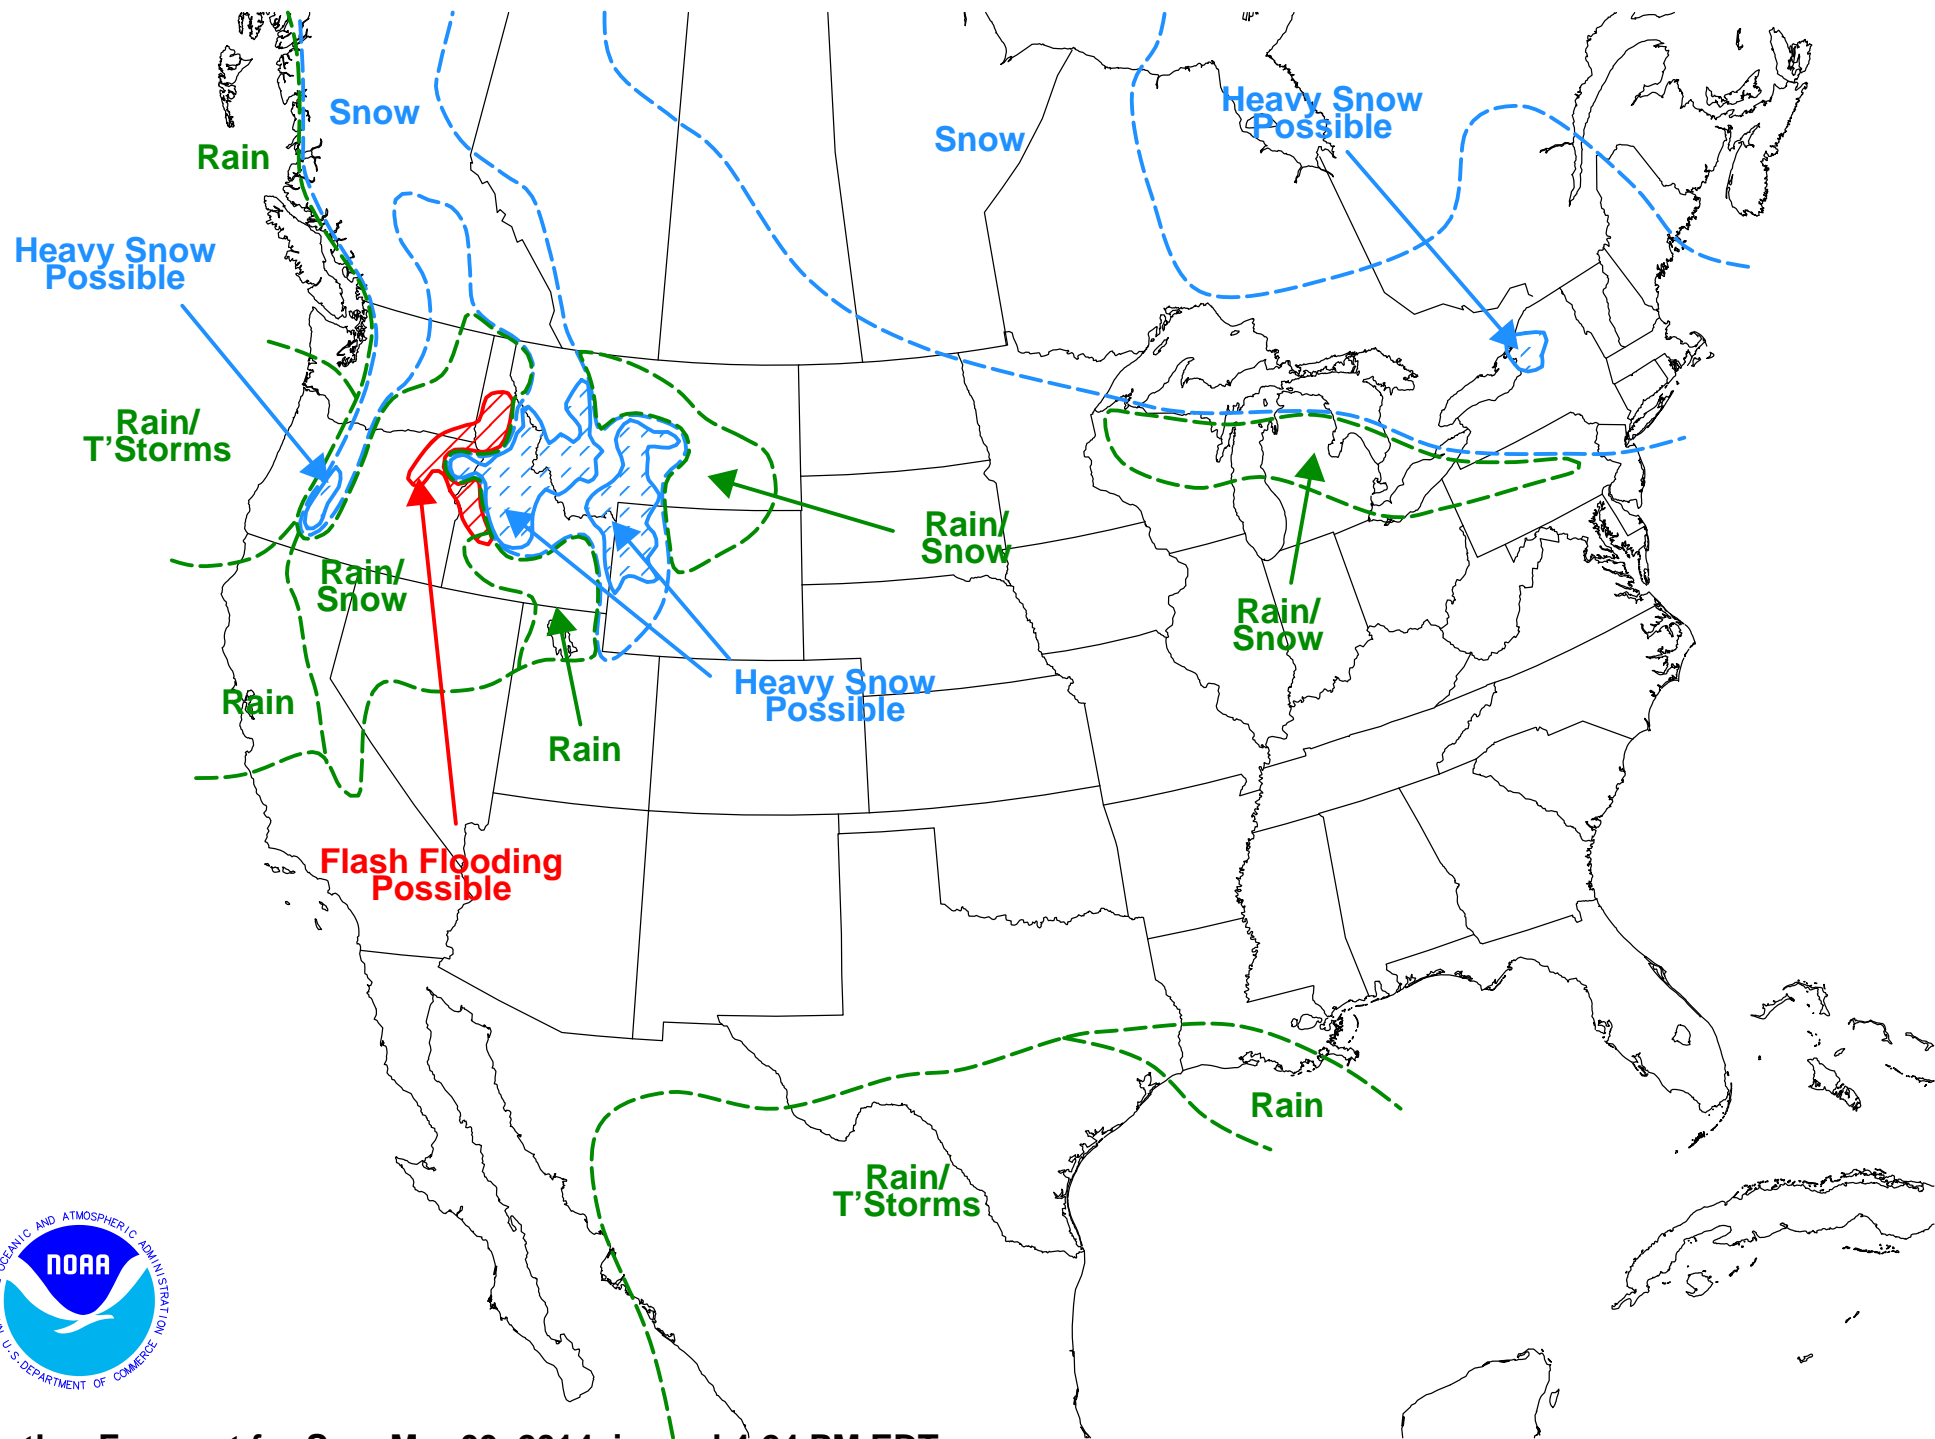 Snow
Heavy Snow
Possible
Snow
Rain
Heavy Snow
Possible
Rain/
T'Storms
Rain/
Snow
Rain/
Snow
Rain/
Snow
Rain
Heavy Snow
Possible
Rain
Flash Flooding
Possible
Rain
Rain/
T'Storms
OCEANIC AND ATMOSPHERIC ADMINISTRATION
NOAA
U.S. DEPARTMENT OF COMMERCE